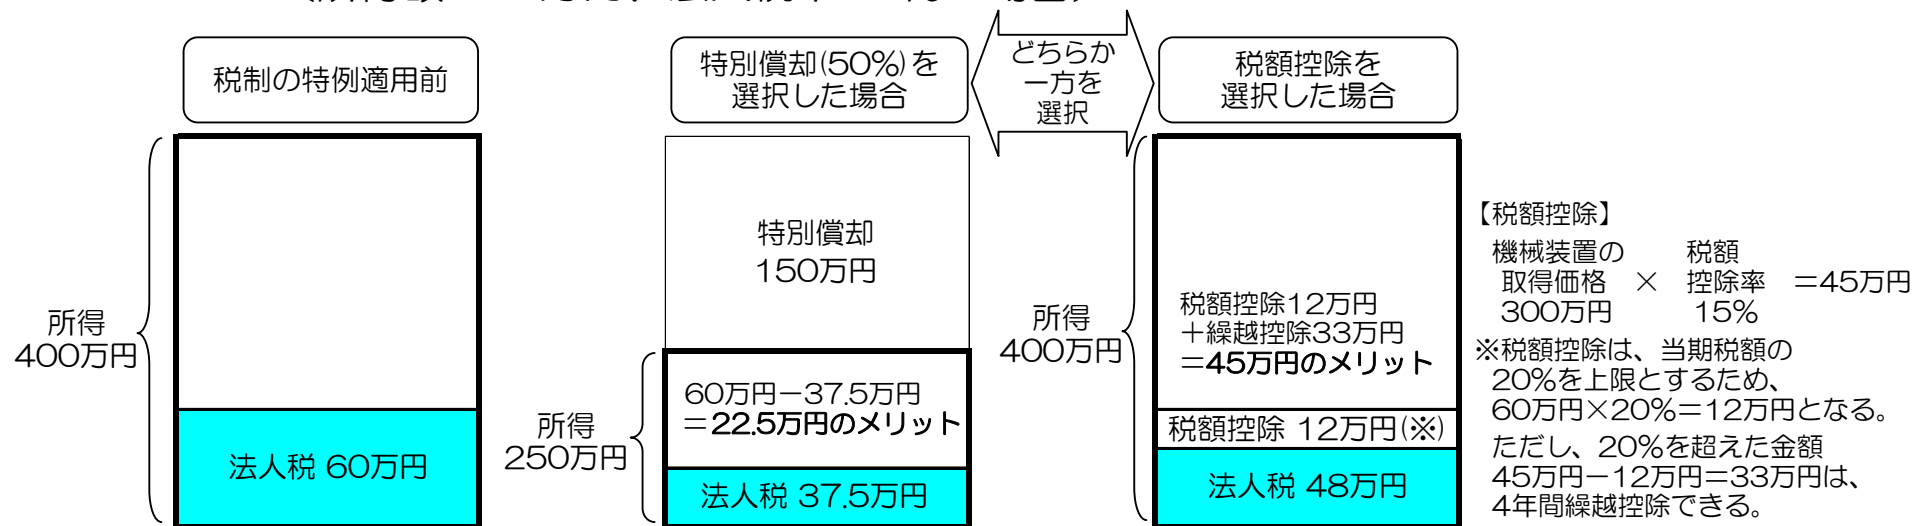 税制の特例適用前
特別償却(50%)を
選択した場合
どちらか
一方を
選択
税額控除を
選択した場合
所得
400万円
法人税 60万円
特別償却
150万円
所得
250万円
60万円－37.5万円
＝22.5万円のメリット
法人税 37.5万円
所得
400万円
税額控除12万円
＋繰越控除33万円
＝45万円のメリット
税額控除 12万円(※)
法人税 48万円
【税額控除】
機械装置の 税額
取得価格 × 控除率 ＝45万円
300万円 15%
※税額控除は、当期税額の
20%を上限とするため、
60万円×20%＝12万円となる。
ただし、20%を超えた金額
45万円－12万円＝33万円は、
4年間繰越控除できる。